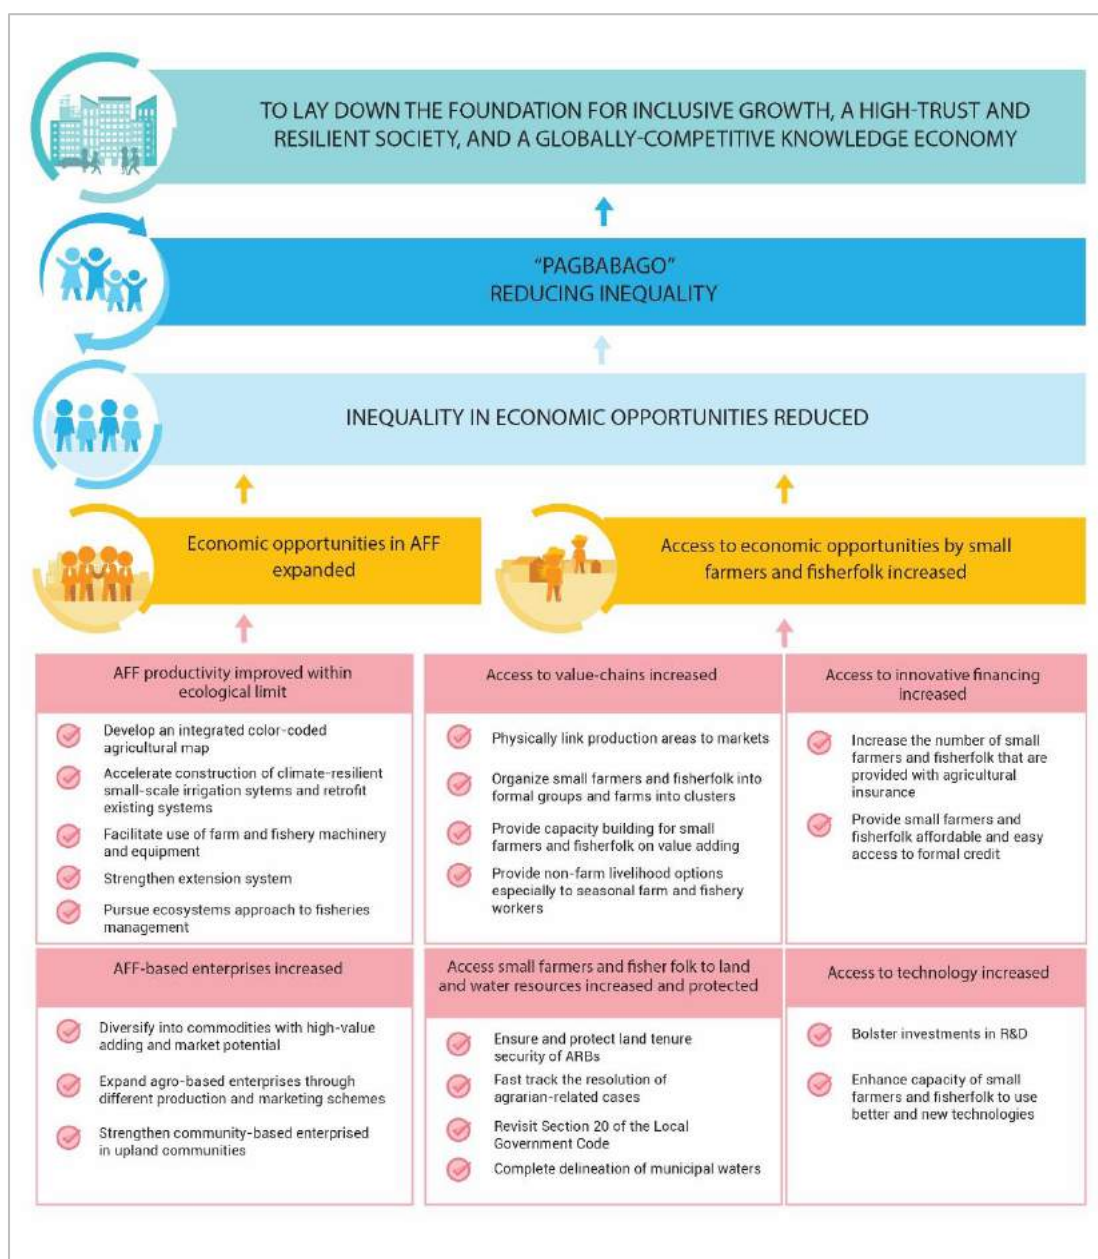 TO LAY DOWN THE FOUNDATION FOR INCLUSIVE GROWTH, A HIGH-TRUST AND
RESILIENT SOCIETY, AND A GLOBALLY-COMPETITIVE KNOWLEDGE ECONOMY
“PAGBABAGO”
REDUCING INEQUALITY
INEQUALITY IN ECONOMIC OPPORTUNITIES REDUCED
Economic opportunities in AFF
expanded
Access to economic opportunities by small
farmers and fisherfolk increased
AFF productivity improved within
ecological limit
Develop an integrated color-coded
agricultural map
Accelerate construction of climate-resilient
small-scale irrigation sytems and retrofit
existing systems
Facilitate use of farm and fishery machinery
and equipment
Strengthen extension system
Pursue ecosystems approach to fisheries
management
Access to value-chains increased
Physically link production areas to markets
Organize small farmers and fisherfolk into
formal groups and farms into clusters
Provide capacity building for small
farmers and fisherfolk on value adding
Provide non-farm livelihood options
especially to seasonal farm and fishery
workers
Access to innovative financing
increased
Increase the number of small
farmers and fisherfolk that are
provided with agricultural
insurance
Provide small farmers and
fisherfolk affordable and easy
access to formal credit
AFF-based enterprises increased
Diversify into commodities with high-value
adding and market potential
Expand agro-based enterprises through
different production and marketing schemes
Strengthen community-based enterprised
in upland communities
Access small farmers and fisher folk to land
and water resources increased and protected
Ensure and protect land tenure
security of ARBs
Fast track the resolution of
agrarian-related cases
Revisit Section 20 of the Local
Government Code
Complete delineation of municipal waters
Access to technology increased
Bolster investments in R&D
Enhance capacity of small
farmers and fisherfolk to use
better and new technologies